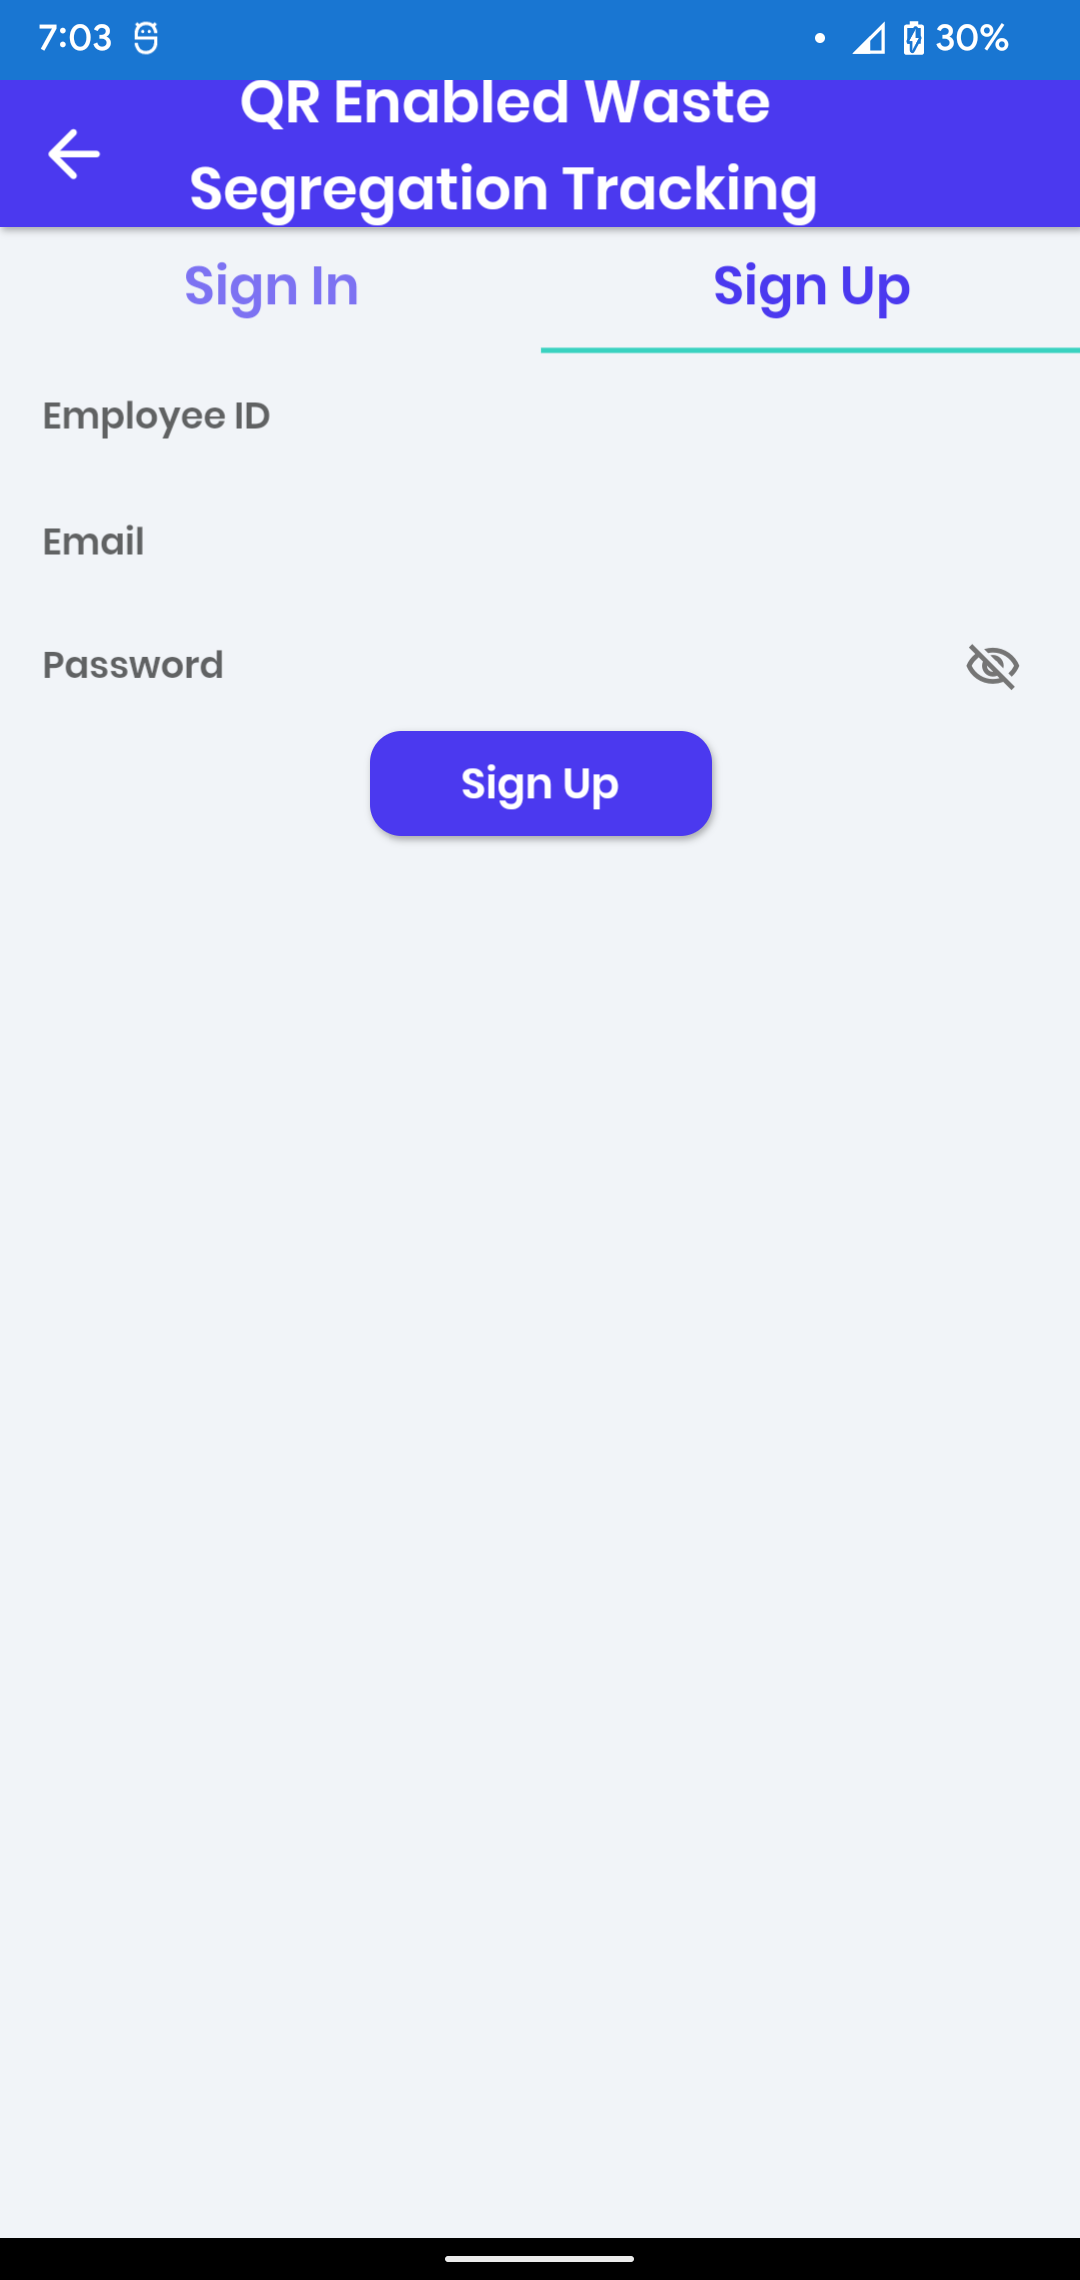 7:03
30%
QR Enabled Waste
Segregation Tracking
Sign In
Sign Up
Employee ID
Email
Password
Sign Up